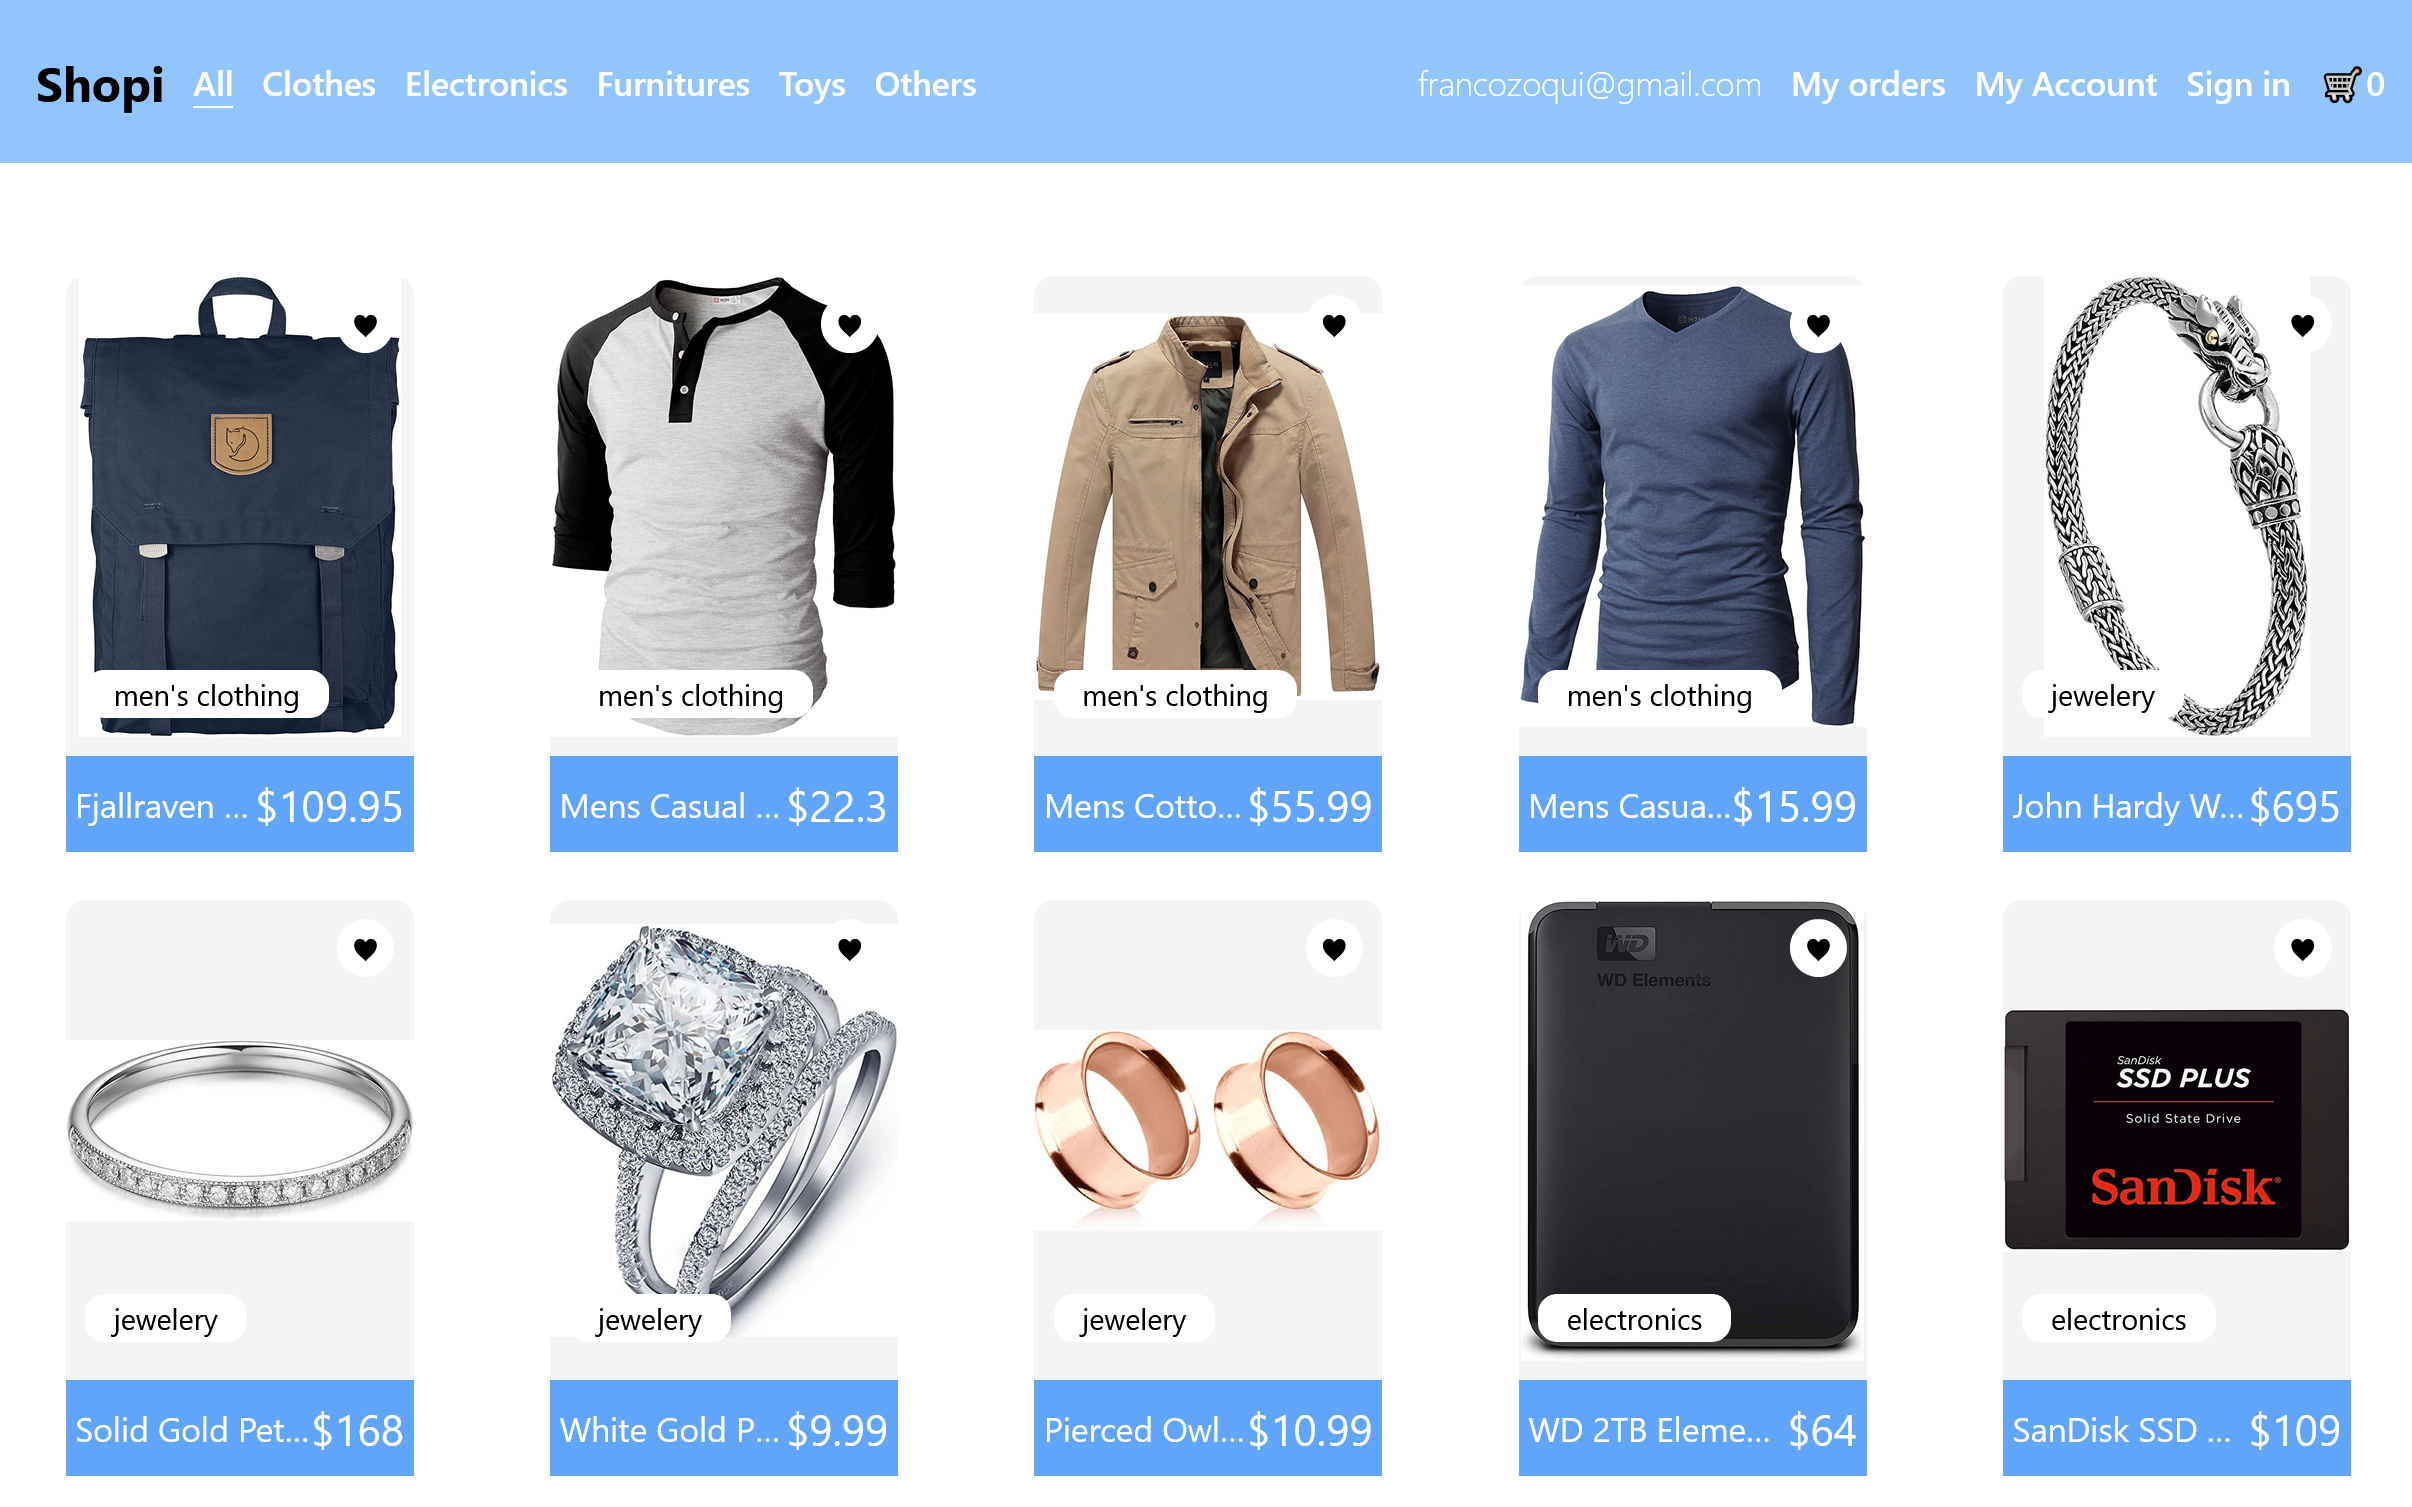 Shopi All Clothes Electronics Furnitures Toys Others francozoqui@gmail.com My orders My Account Sign in 0
men's clothing
Fjallraven ... $109.95
men's clothing
Mens Casual ... $22.3
men's clothing
Mens Cotto... $55.99
men's clothing
Mens Casua... $15.99
jewelery
John Hardy W... $695
jewelery
Solid Gold Pet... $168
jewelery
White Gold P... $9.99
jewelery
Pierced Owl... $10.99
WD
WD Elements
electronics
WD 2TB Eleme... $64
SanDisk
SSD PLUS
Solid State Drive
SanDisk®
electronics
SanDisk SSD ... $109